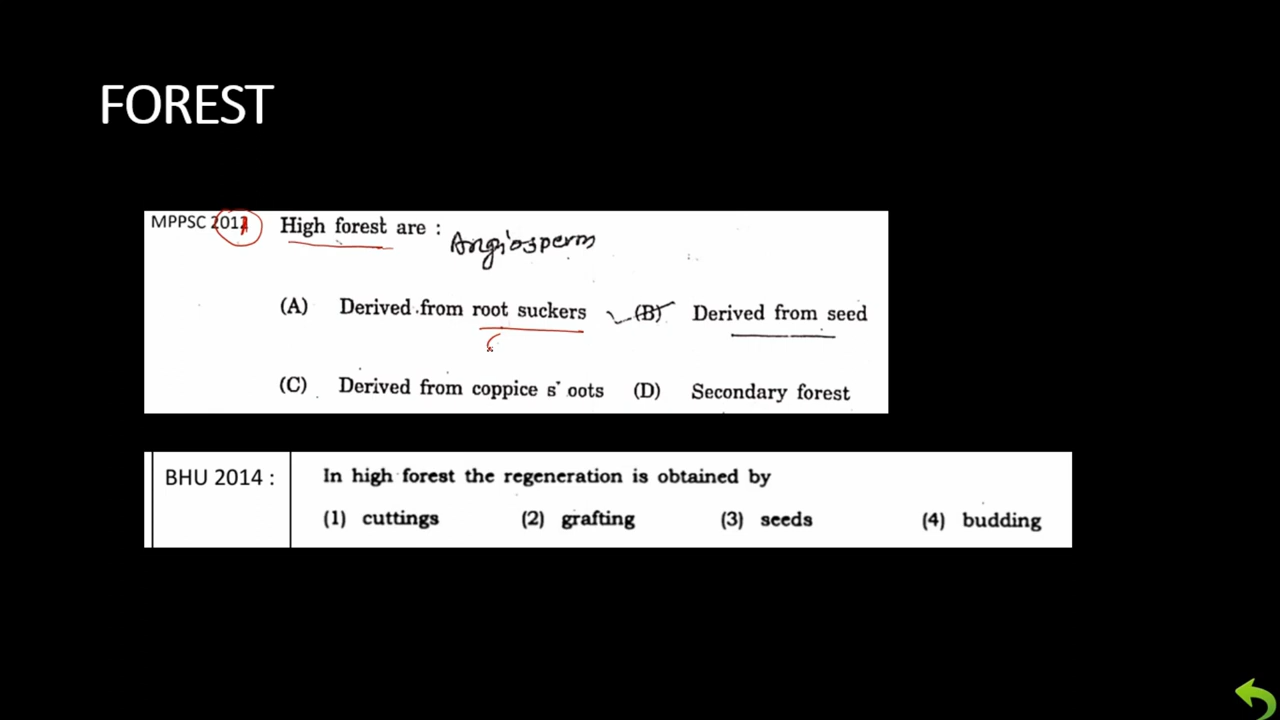 FOREST
MPPSC 201 High forest are :
Angiosperm
(A) Derived from root suckers (B) Derived from seed
(C) Derived from coppice s oots (D) Secondary forest
BHU 2014 : In high forest the regeneration is obtained by
(1) cuttings (2) grafting (3) seeds (4) budding